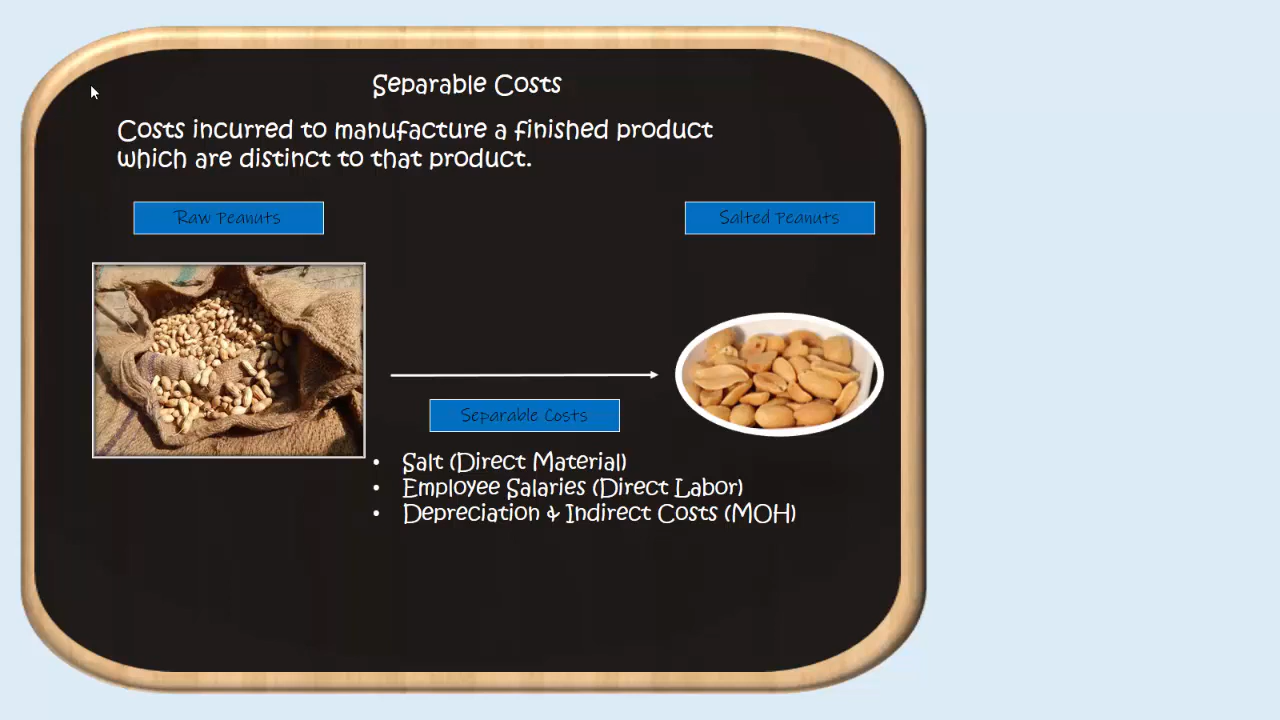 Separable Costs
Costs incurred to manufacture a finished product
which are distinct to that product.
Raw Peanuts
Salted Peanuts
Separable Costs
• Salt (Direct Material)
• Employee Salaries (Direct Labor)
• Depreciation & Indirect Costs (MOH)